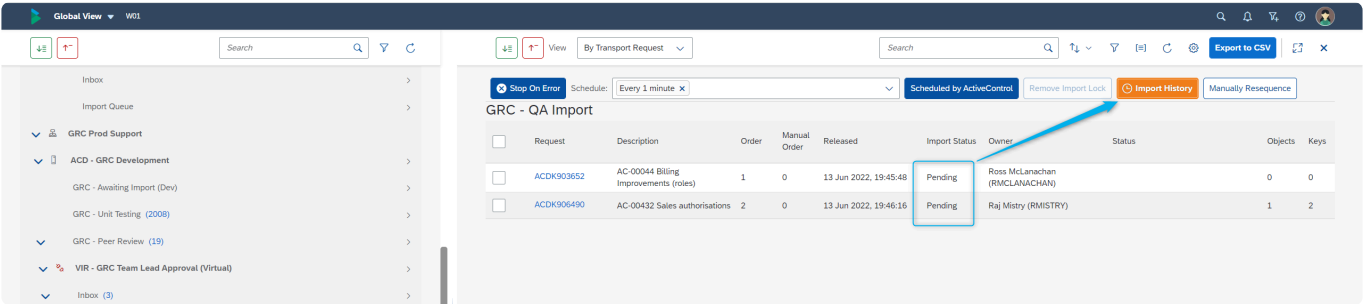 Global View W01
Search
View By Transport Request
Search
Export to CSV
Inbox
Import Queue
GRC Prod Support
ACD - GRC Development
GRC - Awaiting Import (Dev)
GRC - Unit Testing (2008)
GRC - Peer Review (19)
VIR - GRC Team Lead Approval (Virtual)
Inbox (3)
Stop On Error Schedule: Every 1 minute Scheduled by ActiveControl Remove Import Lock Import History Manually Resequence
GRC - QA Import
Request Description Order Manual Order Released Import Status Owner Status Objects Keys
ACDK903652 AC-00044 Billing Improvements (roles) 1 0 13 Jun 2022, 19:45:48 Pending Ross McLanachan (RMCLANACHAN) 0 0
ACDK906490 AC-00432 Sales authorisations 2 0 13 Jun 2022, 19:46:16 Pending Raj Mistry (RMISTRY) 1 2